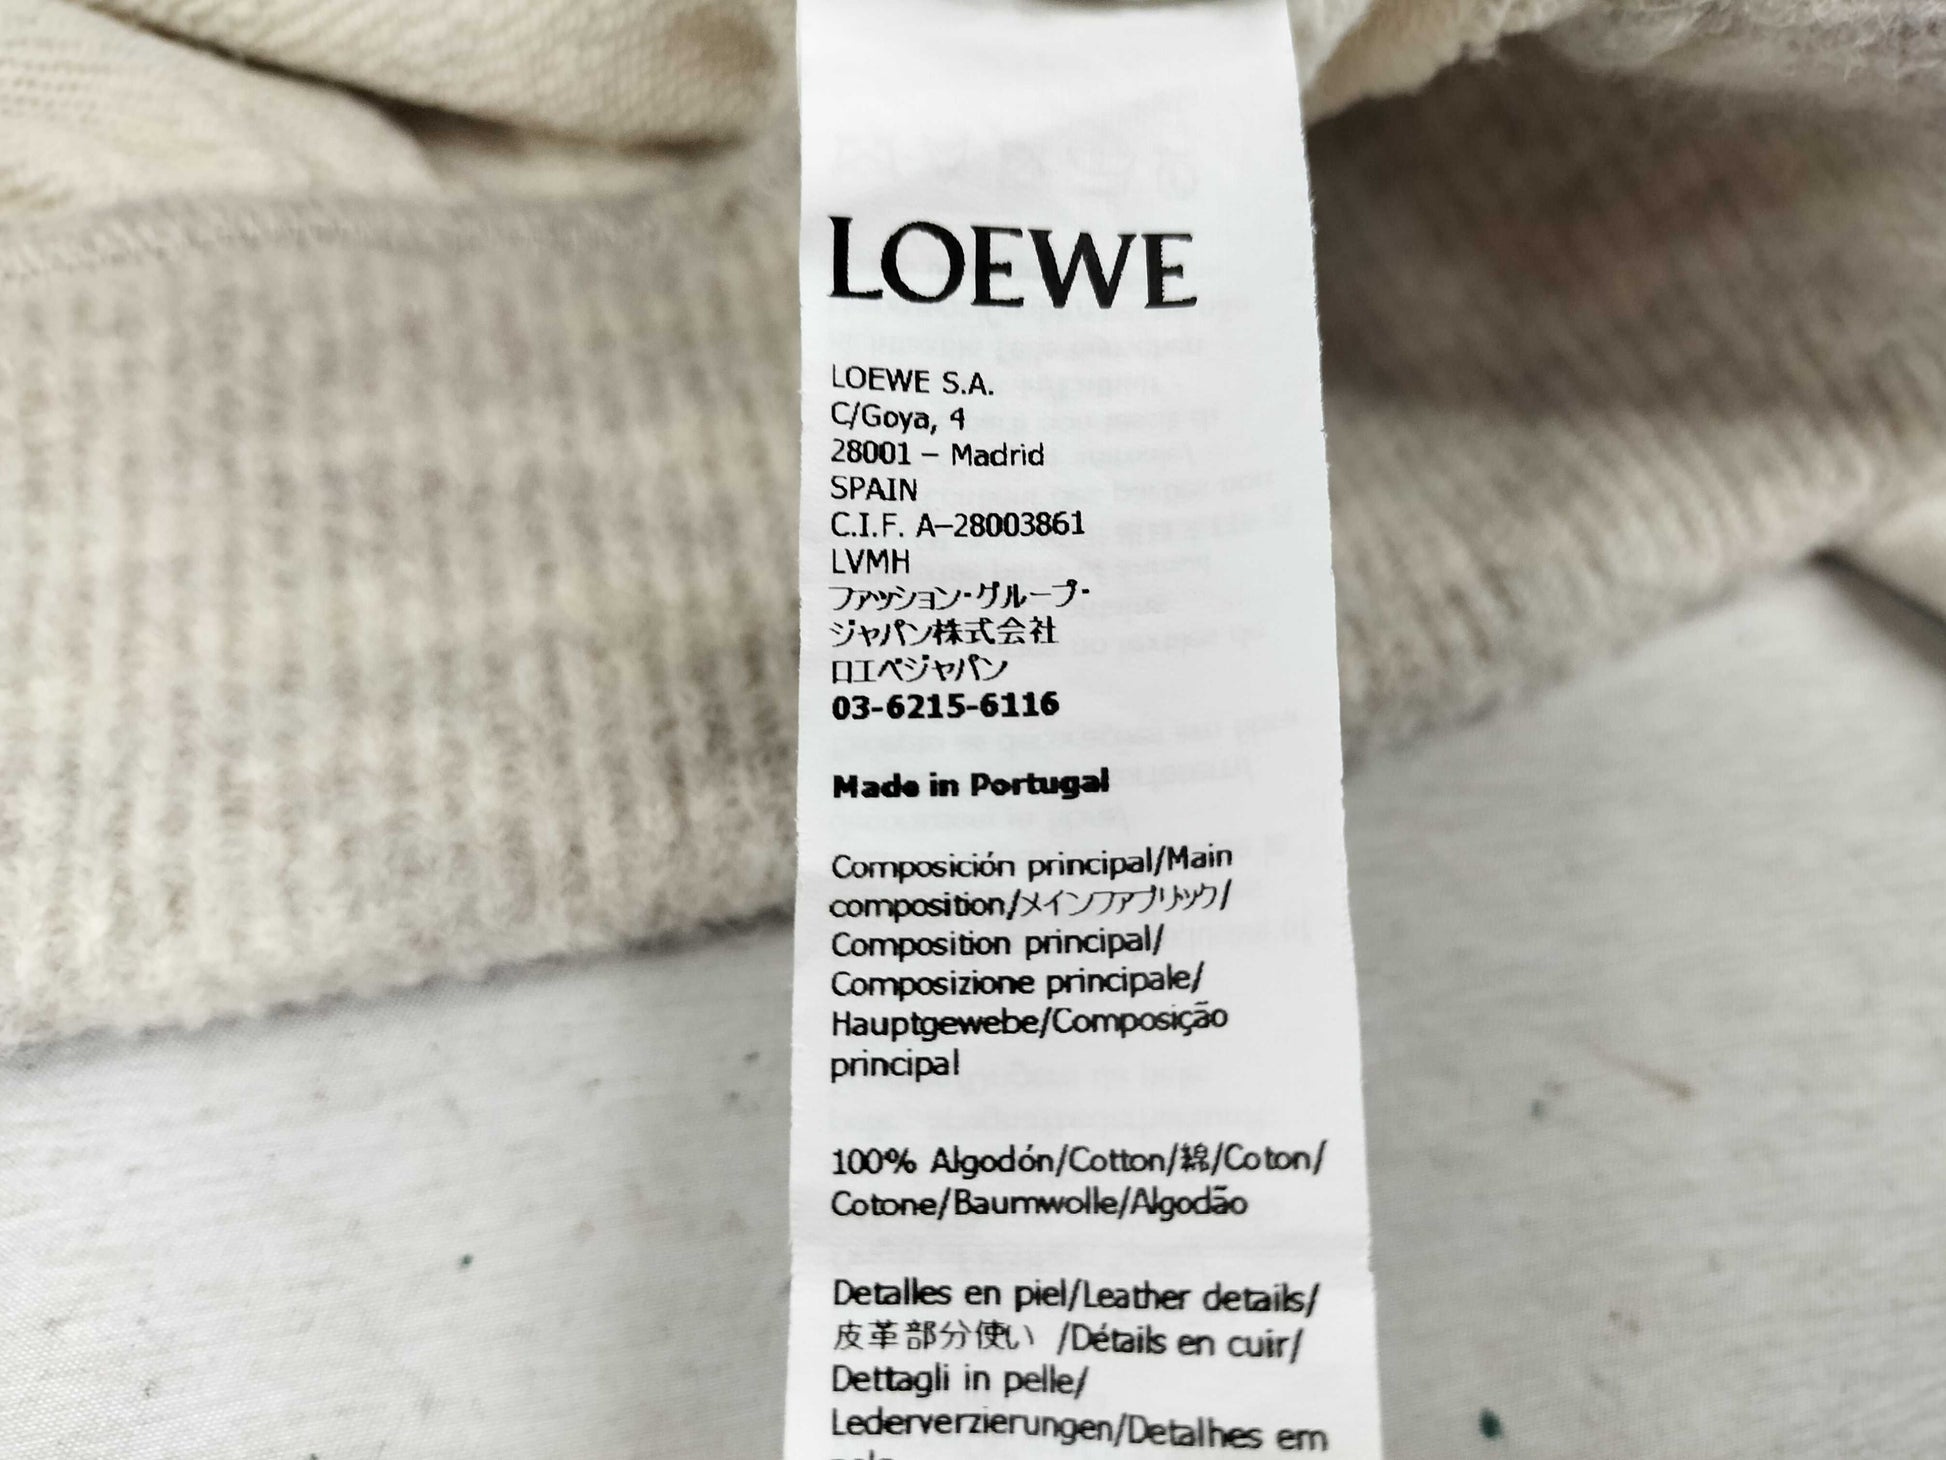 LOEWE
LOEWE S.A.
C/Goya, 4
28001 – Madrid
SPAIN
C.I.F. A–28003861
LVMH
ファッション・グループ・
ジャパン株式会社
ロエベジャパン
03-6215-6116
Made in Portugal
Composición principal/Main
composition/メインファブリック/
Composition principal/
Composizione principale/
Hauptgewebe/Composição
principal
100% Algodón/Cotton/綿/Coton/
Cotone/Baumwolle/Algodão
Detalles en piel/Leather details/
皮革部分使い /Détails en cuir/
Dettagli in pelle/
Lederverzierungen/Detalhes em